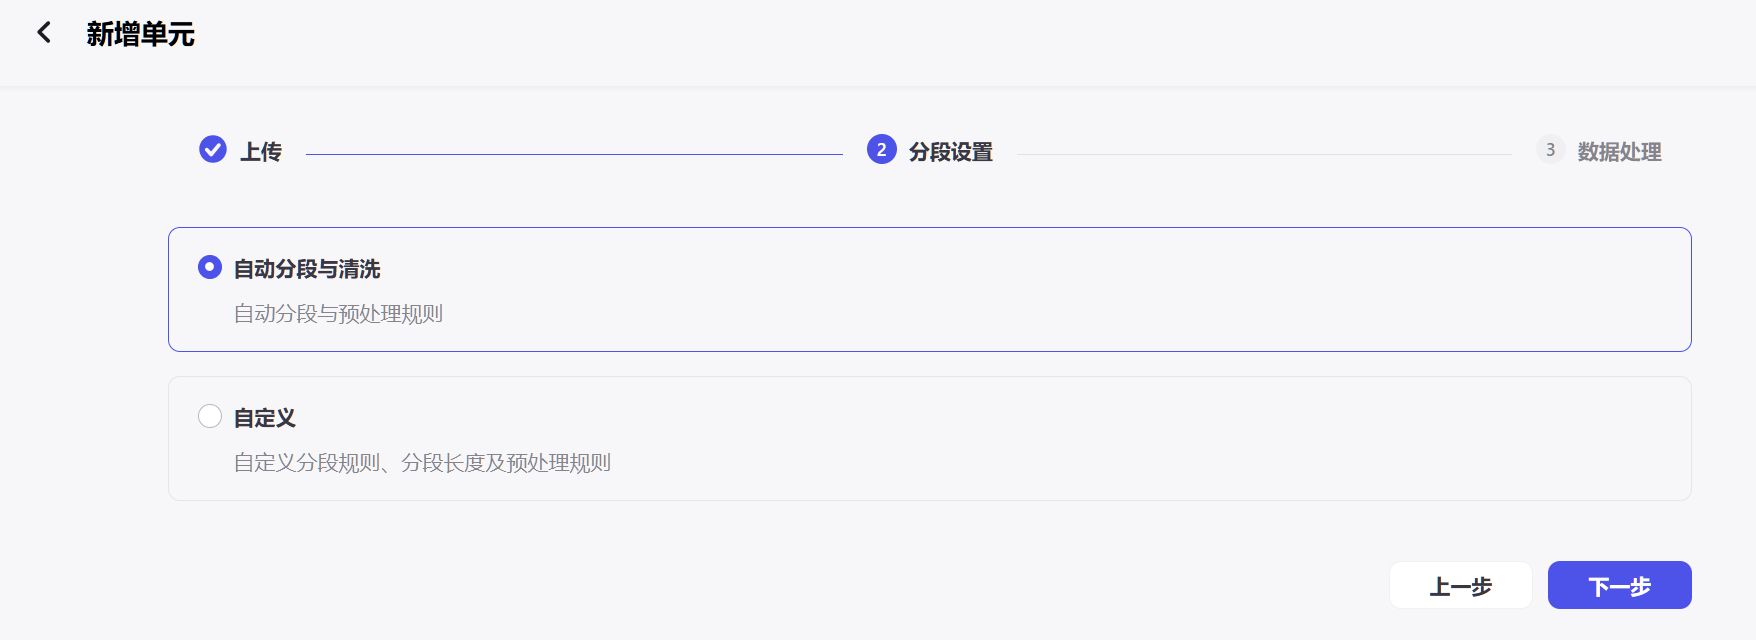 新增单元
上传
2 分段设置
3 数据处理
自动分段与清洗
自动分段与预处理规则
自定义
自定义分段规则、分段长度及预处理规则
上一步 下一步